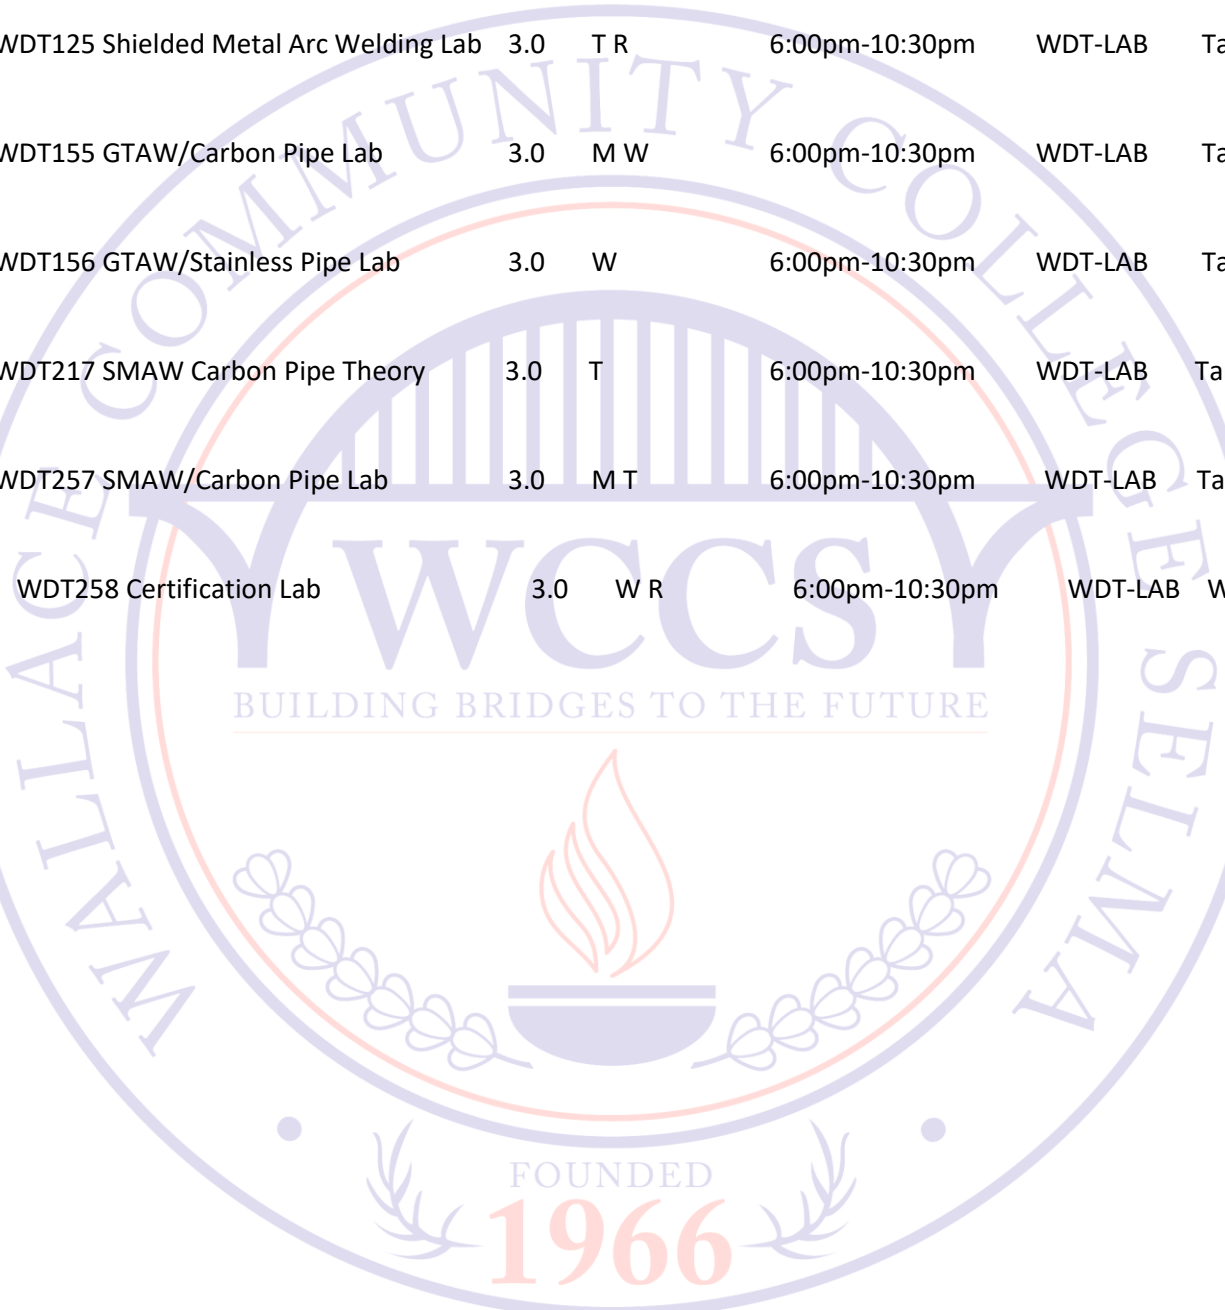 WDT125 Shielded Metal Arc Welding Lab 3.0 T R 6:00pm-10:30pm WDT-LAB
WDT155 GTAW/Carbon Pipe Lab 3.0 M W 6:00pm-10:30pm WDT-LAB
WDT156 GTAW/Stainless Pipe Lab 3.0 W 6:00pm-10:30pm WDT-LAB
WDT217 SMAW Carbon Pipe Theory 3.0 T 6:00pm-10:30pm WDT-LAB
WDT257 SMAW/Carbon Pipe Lab 3.0 M T 6:00pm-10:30pm WDT-LAB
WDT258 Certification Lab 3.0 W R 6:00pm-10:30pm WDT-LAB
WALLACE COMMUNITY COLLEGE SELMA
WCCS
BUILDING BRIDGES TO THE FUTURE
FOUNDED
1966